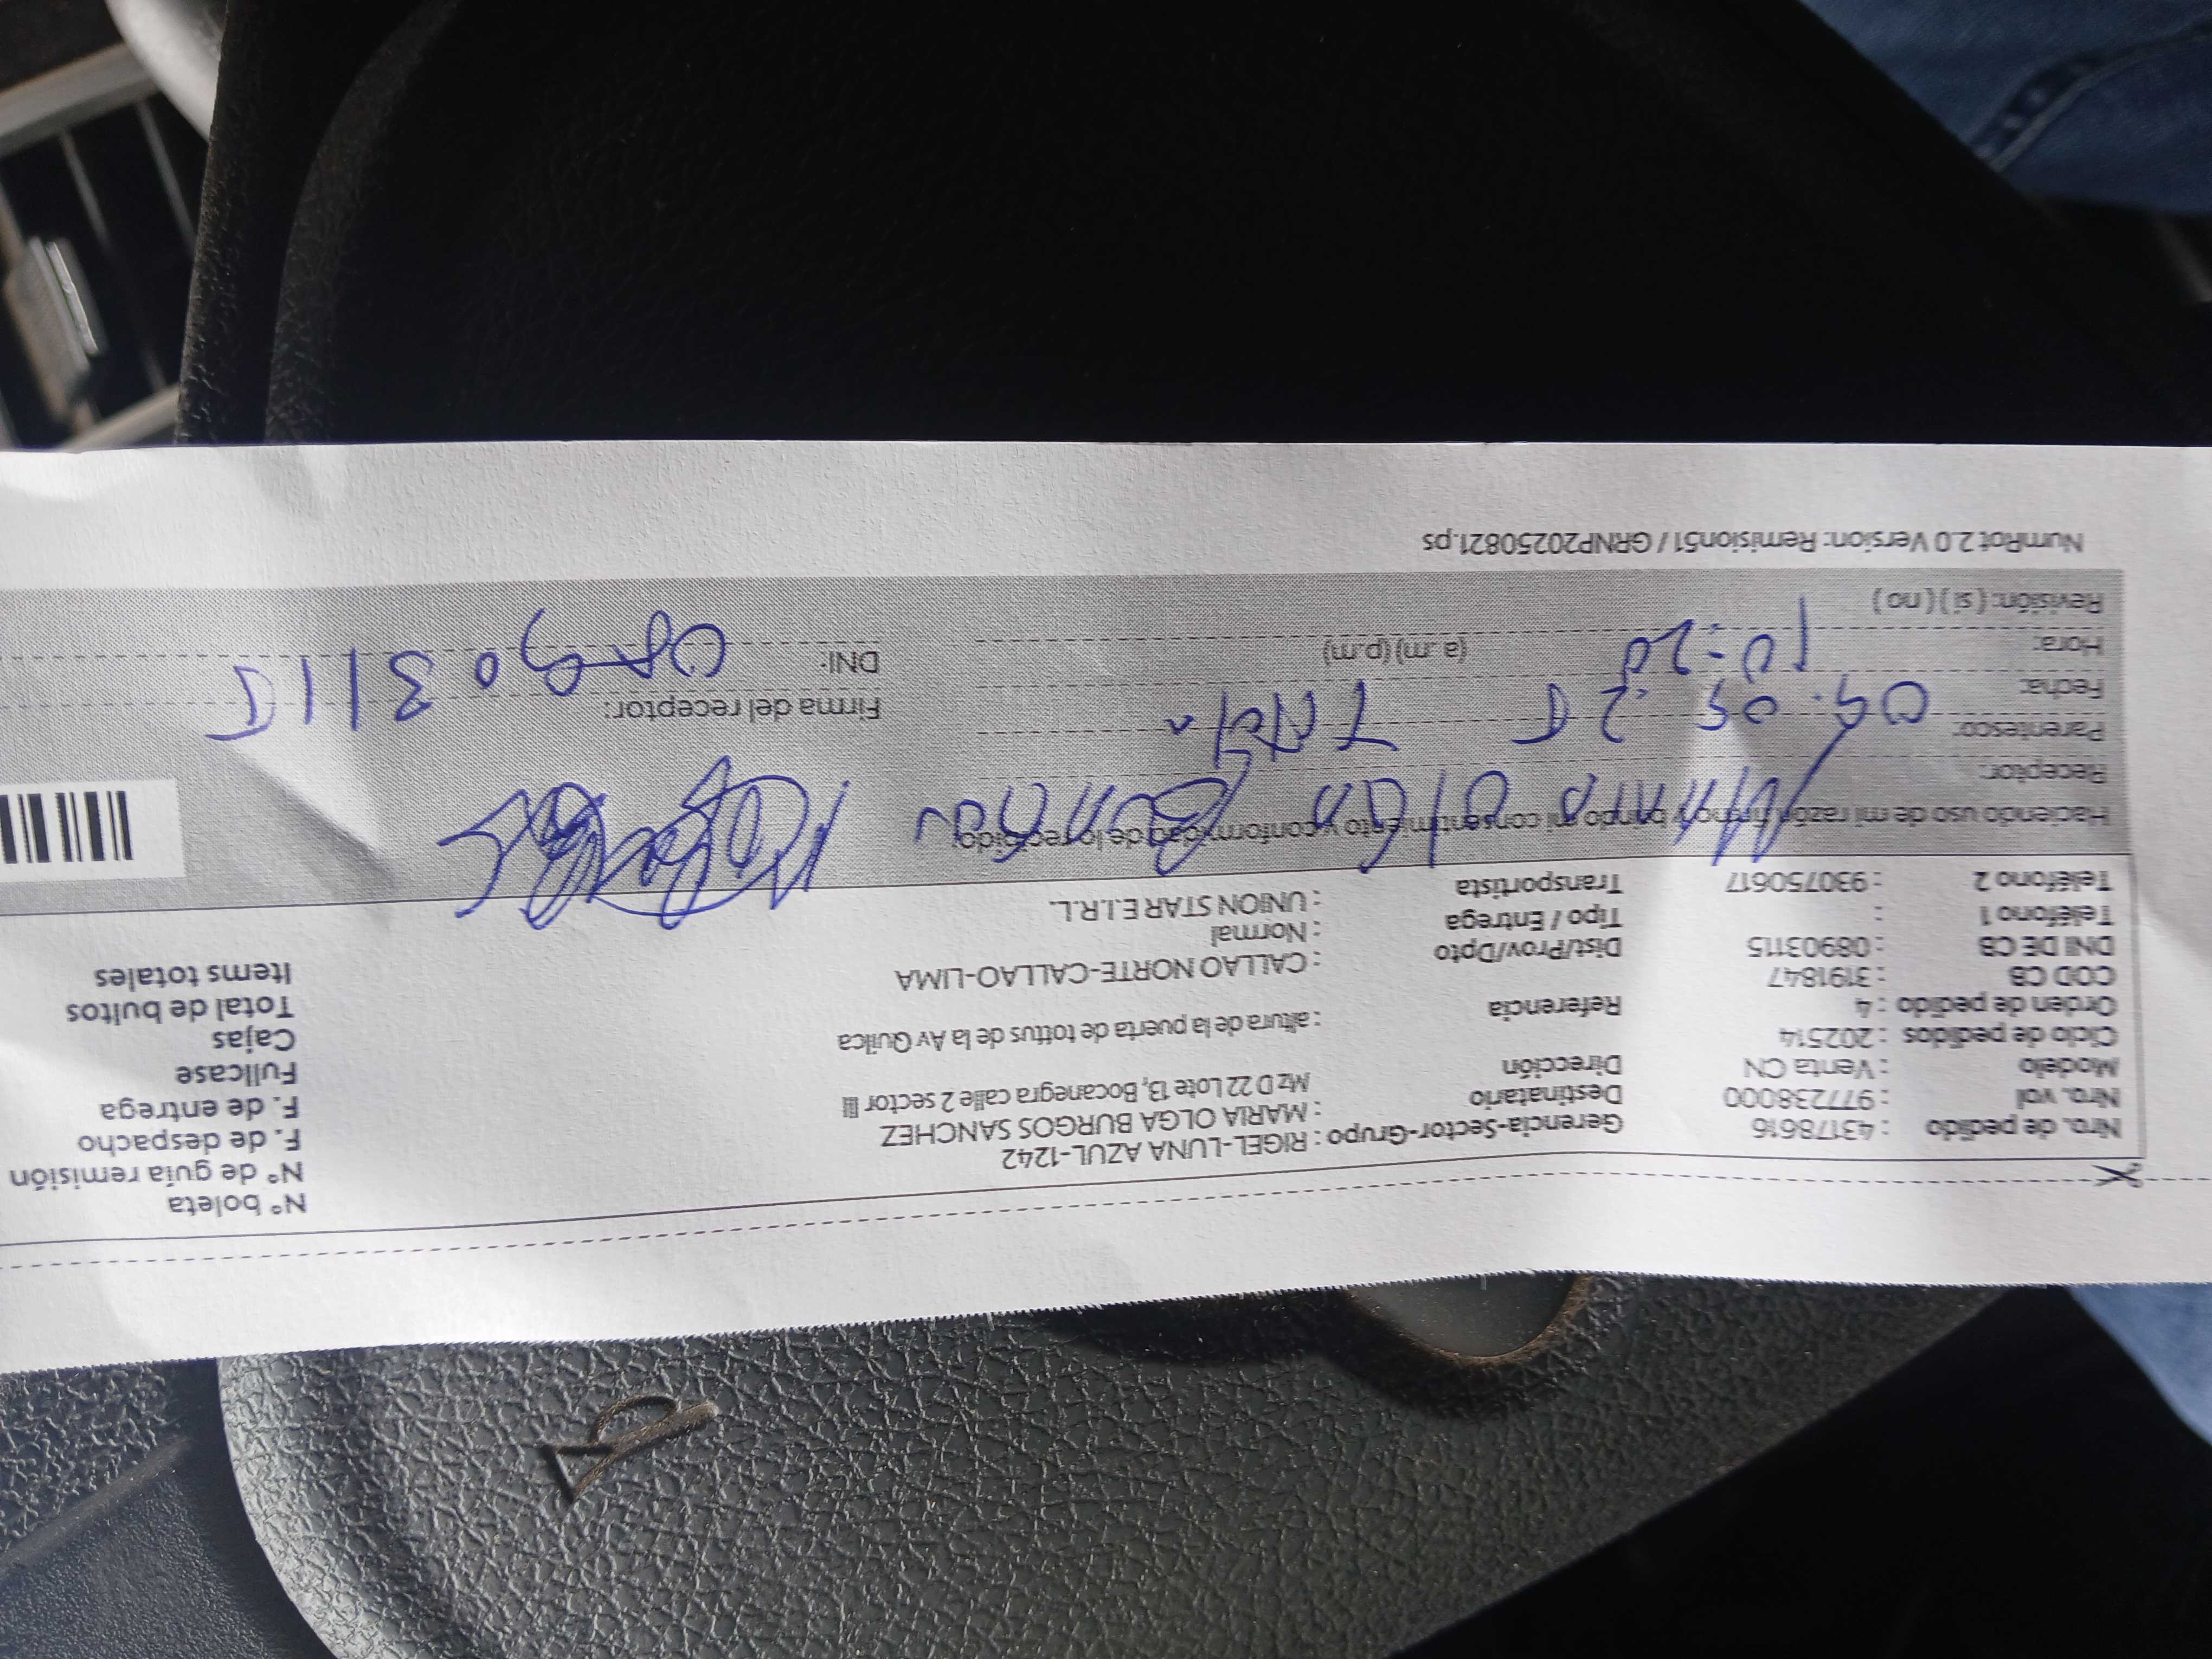 Nº boleta
Nº de guía remisión
Nro. de pedido : 43178616 Gerencia-Sector-Grupo : RIGEL-LUNA AZUL-1242 F. de despacho
Nro. vol : 977238000 Destinatario : MARIA OLGA BURGOS SANCHEZ F. de entrega
Modelo : Venta CN Dirección Mz D 22 Lote 13, Bocanegra calle 2 sector III Fullcase
Ciclo de pedidos : 202514 Cajas
Orden de pedido : 4 Referencia : altura de la puerta de tottus de la Av Quilca Total de bultos
COD CB : 3191847 Items totales
DNI DE CB : 08903115 Dist/Prov/Dpto : CALLAO NORTE-CALLAO-LIMA
Teléfono 1 : Tipo / Entrega : Normal
Teléfono 2 : 930750617 Transportista : UNION STAR E.I.R.L.
Haciendo uso de mi razón firmo y brindo mi consentimiento y conformidad de lo recibido:
Receptor: Maria Olga Burgos
Parentesco: Titular
Fecha: 09.09.25 Firma del receptor:
Hora: 10:20 (a.m) (p.m) DNI: 08903115
Revisión: (si) (no)
NumRot 2.0 Version: Remision51 / GRNP20250821.ps